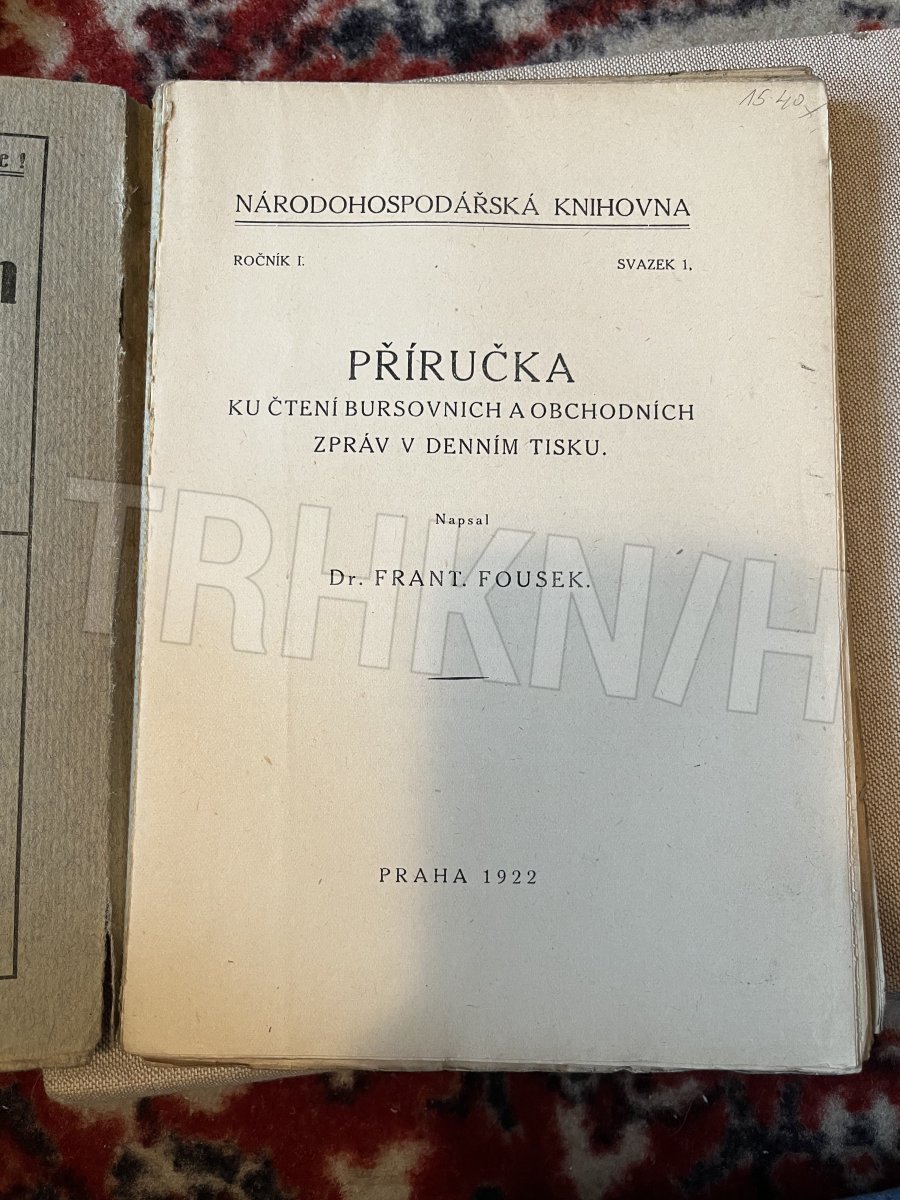 15·40
NÁRODOHOSPODÁŘSKÁ KNIHOVNA
ROČNÍK I.
SVAZEK 1.
PŘÍRUČKA
KU ČTENÍ BURSOVNICH A OBCHODNÍCH
ZPRÁV V DENNÍM TISKU.
Napsal
Dr. FRANT. FOUSEK.
PRAHA 1922
TRHKNIH